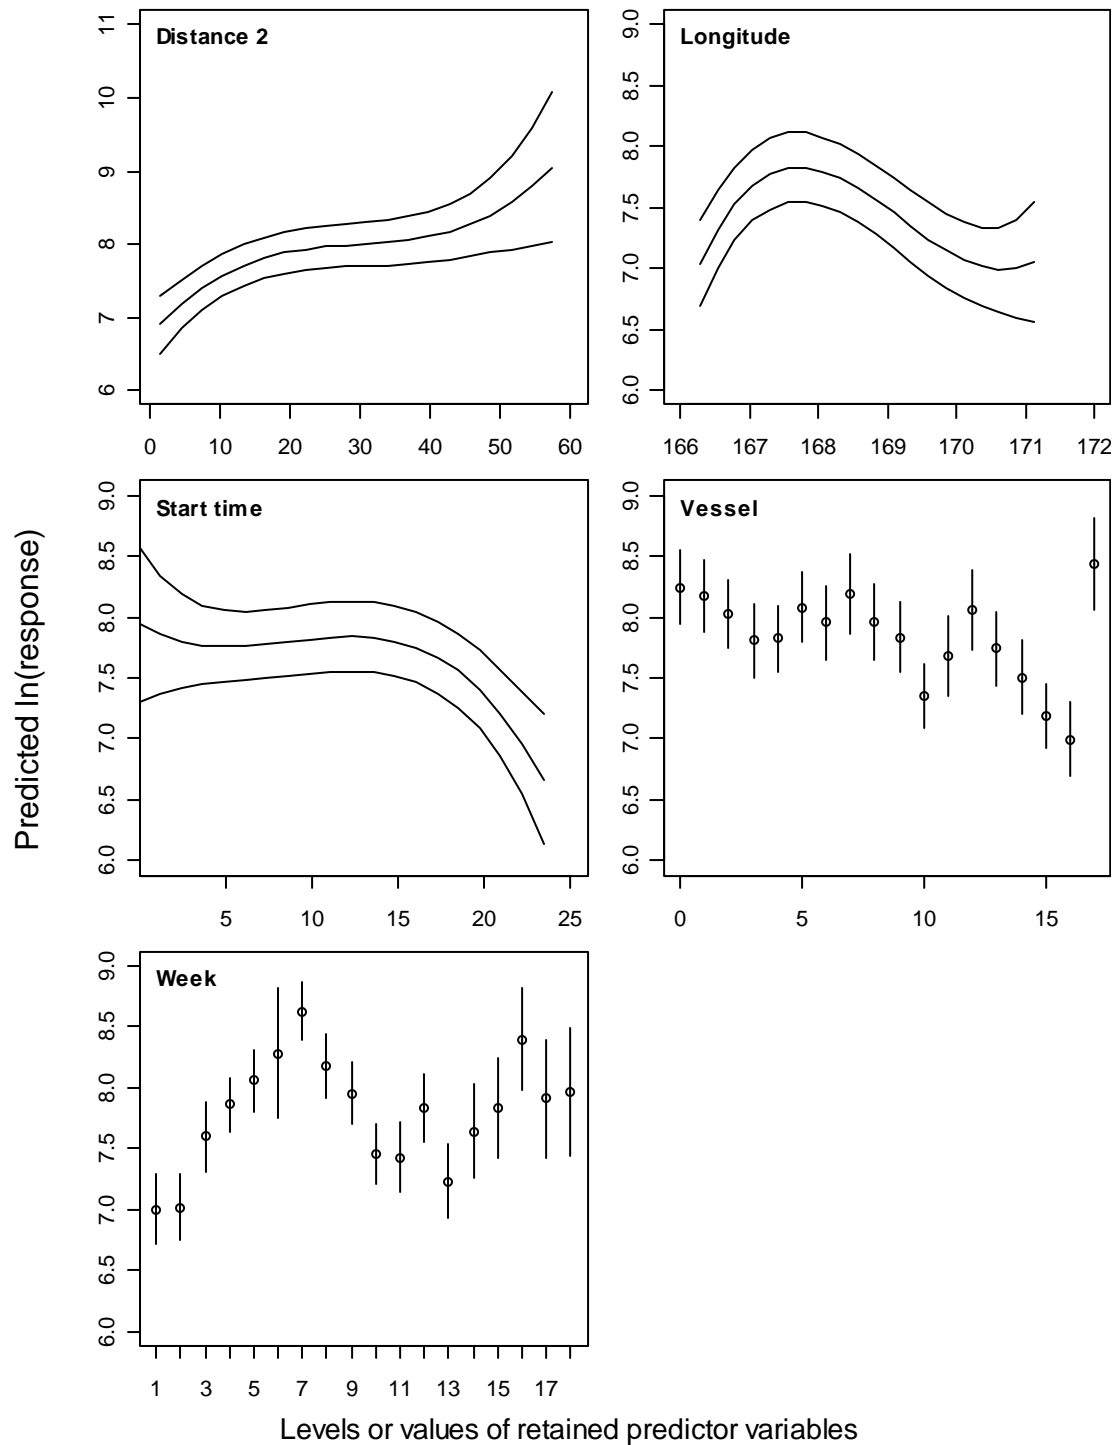 Distance 2
11
10
9
8
7
6
0 10 20 30 40 50 60
Longitude
9.0
8.5
8.0
7.5
7.0
6.5
6.0
166 167 168 169 170 171 172
Start time
9.0
8.5
8.0
7.5
7.0
6.5
6.0
5 10 15 20 25
Vessel
9.0
8.5
8.0
7.5
7.0
6.5
6.0
0 5 10 15
Week
9.0
8.5
8.0
7.5
7.0
6.5
6.0
1 3 5 7 9 11 13 15 17
Predicted ln(response)
Levels or values of retained predictor variables